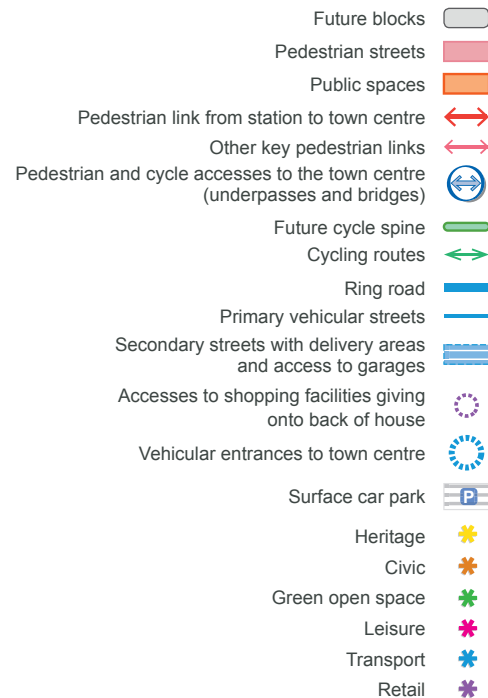 Future blocks
Pedestrian streets
Public spaces
Pedestrian link from station to town centre
Other key pedestrian links
Pedestrian and cycle accesses to the town centre
(underpasses and bridges)
Future cycle spine
Cycling routes
Ring road
Primary vehicular streets
Secondary streets with delivery areas
and access to garages
Accesses to shopping facilities giving
onto back of house
Vehicular entrances to town centre
Surface car park P
Heritage
Civic
Green open space
Leisure
Transport
Retail